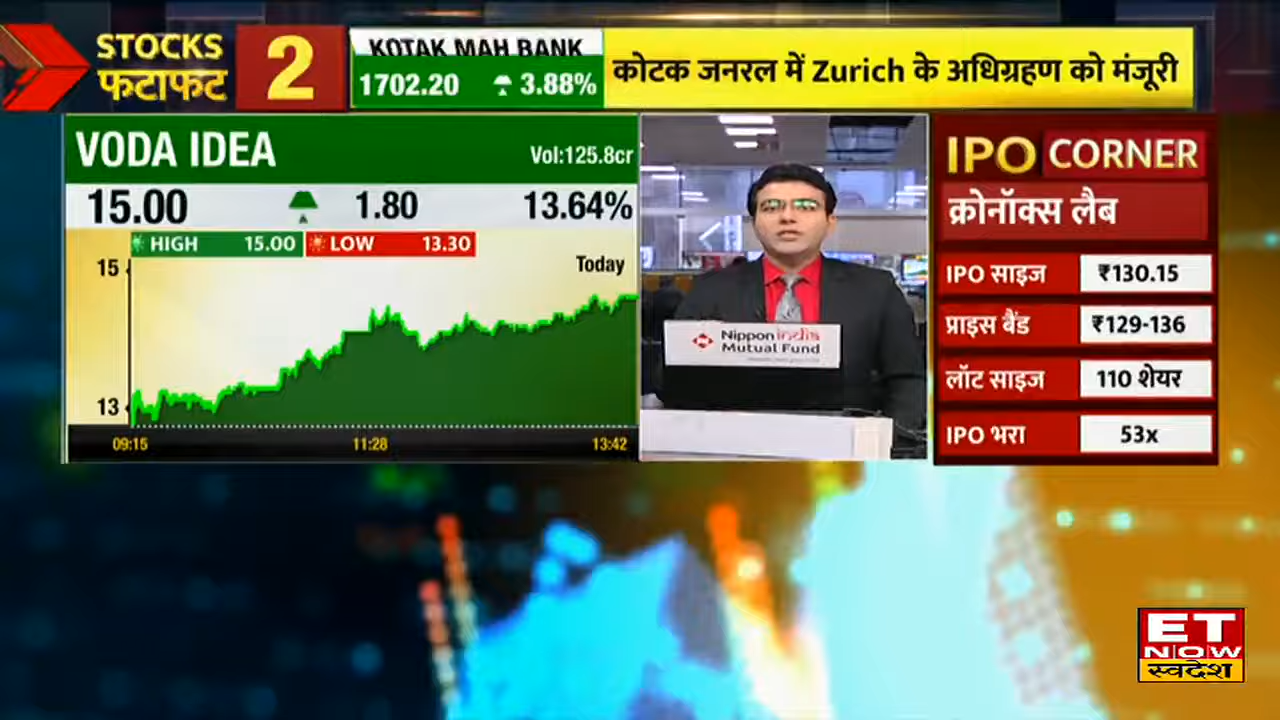 STOCKS
फटाफट
2
KOTAK MAH BANK
1702.20 3.88%
कोटक जनरल में Zurich के अधिग्रहण को मंजूरी
VODA IDEA
Vol:125.8cr
15.00 1.80 13.64%
HIGH 15.00 LOW 13.30
15
Today
13
09:15 11:28 13:42
Nippon india
Mutual Fund
IPO CORNER
क्रोनॉक्स लैब
IPO साइज ₹130.15
प्राइस बैंड ₹129-136
लॉट साइज 110 शेयर
IPO भरा 53x
ET
NOW
स्वदेश